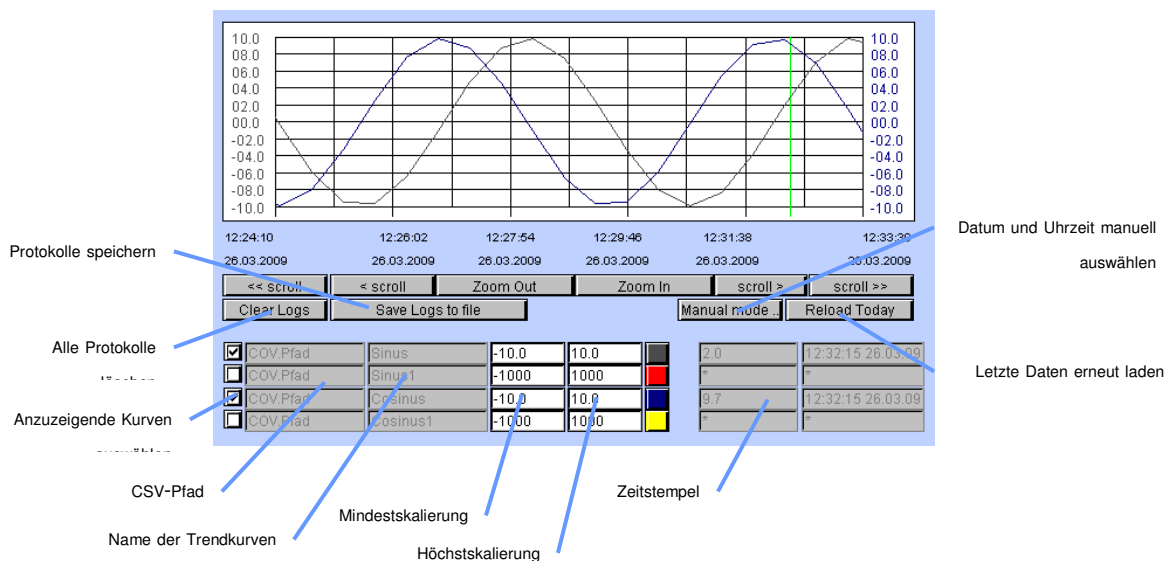 10.0 10.0
08.0 08.0
06.0 06.0
04.0 04.0
02.0 02.0
00.0 00.0
-02.0 -02.0
-04.0 -04.0
-06.0 -06.0
-08.0 -08.0
-10.0 -10.0
12:24:10 12:26:02 12:27:54 12:29:46 12:31:38 12:33:30
26.03.2009 26.03.2009 26.03.2009 26.03.2009 26.03.2009 26.03.2009
<< scroll < scroll Zoom Out Zoom In scroll > scroll >>
Clear Logs Save Logs to file Manual mode .. Reload Today
COV.Pfad Sinus -10.0 10.0 2.0 12:32:15 26.03.09
COV.Pfad Sinus1 -1000 1000 * *
COV.Pfad Cosinus -10.0 10.0 9.7 12:32:15 26.03.09
COV.Pfad Cosinus1 -1000 1000 * *
Protokolle speichern
Alle Protokolle
löschen
Anzuzeigende Kurven
auswählen
CSV-Pfad
Name der Trendkurven
Mindestskalierung
Höchstskalierung
Zeitstempel
Datum und Uhrzeit manuell
auswählen
Letzte Daten erneut laden